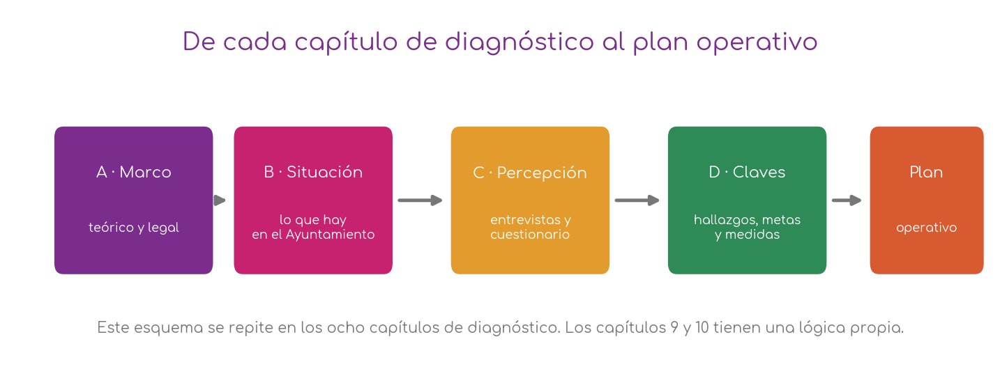 De cada capítulo de diagnóstico al plan operativo
A · Marco
teórico y legal
B · Situación
lo que hay
en el Ayuntamiento
C · Percepción
entrevistas y
cuestionario
D · Claves
hallazgos, metas
y medidas
Plan
operativo
Este esquema se repite en los ocho capítulos de diagnóstico. Los capítulos 9 y 10 tienen una lógica propia.